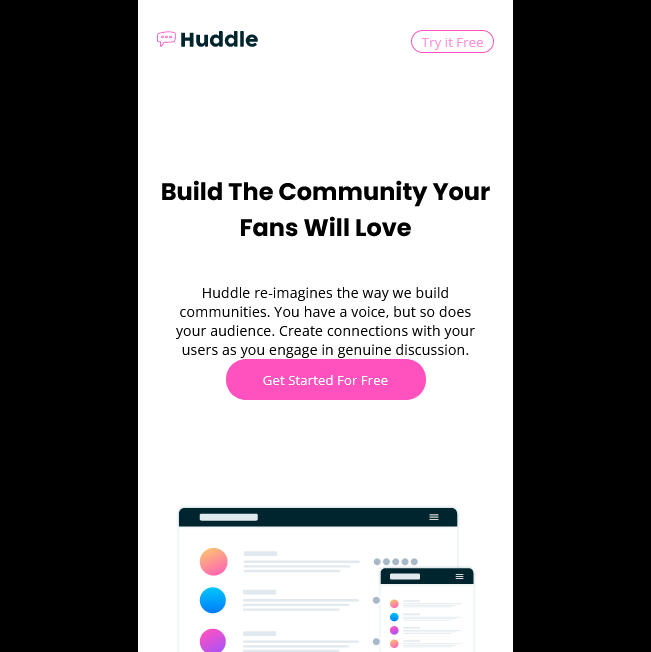 Huddle
Try it Free
Build The Community Your
Fans Will Love
Huddle re-imagines the way we build
communities. You have a voice, but so does
your audience. Create connections with your
users as you engage in genuine discussion.
Get Started For Free